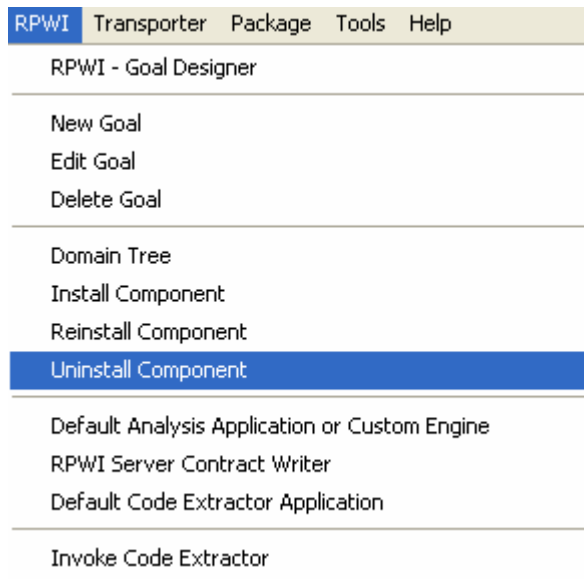 RPWI Transporter Package Tools Help
RPWI - Goal Designer
New Goal
Edit Goal
Delete Goal
Domain Tree
Install Component
Reinstall Component
Uninstall Component
Default Analysis Application or Custom Engine
RPWI Server Contract Writer
Default Code Extractor Application
Invoke Code Extractor